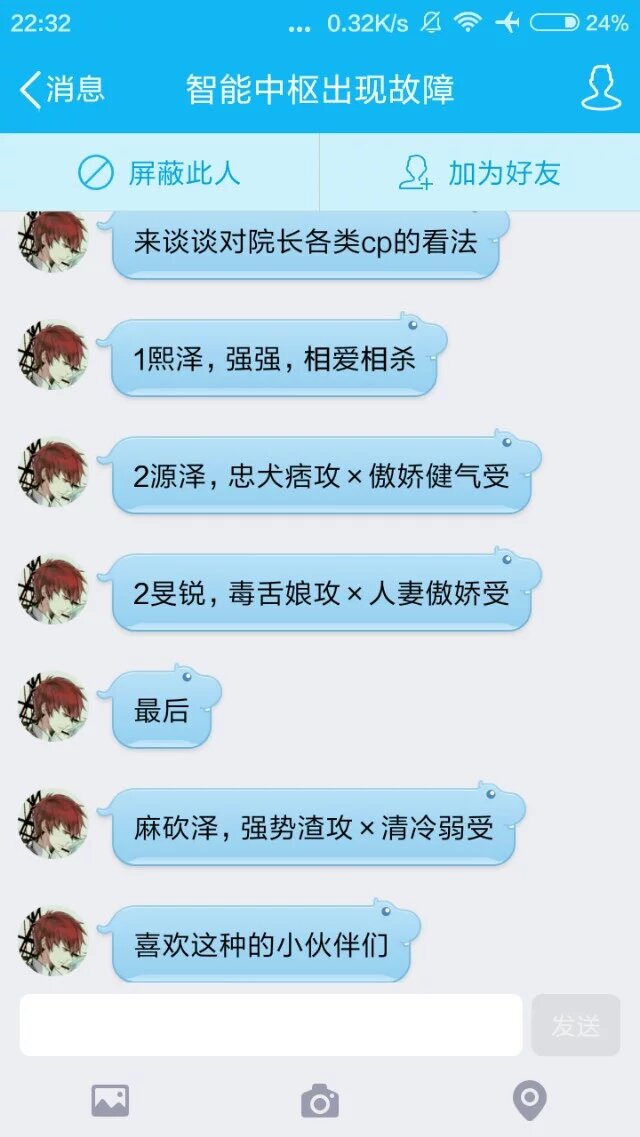 22:32 ... 0.32K/s 24%
消息 智能中枢出现故障
屏蔽此人 加为好友
来谈谈对院长各类cp的看法
1熙泽，强强，相爱相杀
2源泽，忠犬痞攻×傲娇健气受
2旻锐，毒舌娘攻×人妻傲娇受
最后
麻砍泽，强势渣攻×清冷弱受
喜欢这种的小伙伴们
发送